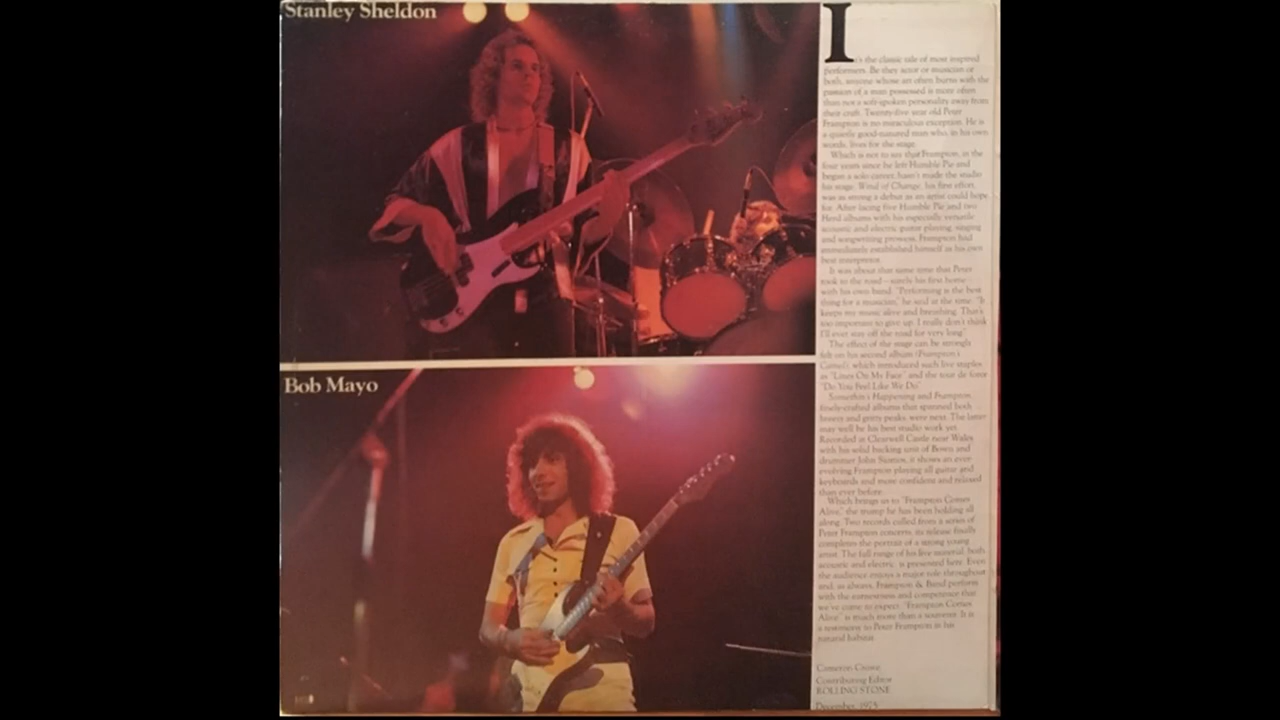 Stanley Sheldon
Bob Mayo
It's the classic tale of most inspired
performers. Be they actor or musician or
both, anyone whose art often burns with the
passion of a man possessed is more often
than not a soft-spoken personality away from
their craft. Twenty-five year old Peter
Frampton is no miraculous exception. He is
a quietly good-natured man who, in his own
words, lives for the stage.
Which is not to say that Frampton, in the
four years since he left Humble Pie and
began a solo career, hasn't made the studio
his stage. Wind of Change, his first effort,
was as strong a debut as an artist could hope
for. After lacing five Humble Pie and two
Herd albums with his especially versatile
acoustic and electric guitar playing, singing
and songwriting prowess, Frampton had
immediately established himself as his own
best interpreter.
It was about that same time that Peter
took to the road—surely his first home—
with his own band. "Performing is the best
thing for a musician," he said at the time. "It
keeps my music alive and breathing. That's
too important to give up. I really don't think
I'll ever stay off the road for very long."
The effect of the stage can be strongly
felt on his second album (Frampton's
Camel), which introduced such live staples
as "Lines On My Face" and the tour de force
"Do You Feel Like We Do"
Somethin's Happening and Frampton,
finely-crafted albums that spanned both
breezy and gritty peaks, were next. The latter
may well be his best studio work yet.
Recorded at Clearwell Castle near Wales
with his solid backing unit of Bown and
drummer John Siomos, it shows an ever
evolving Frampton playing all guitar and
keyboards and more confident and relaxed
than ever before.
Which brings us to "Frampton Comes
Alive," the trump he has been holding all
along. Two records culled from a series of
Peter Frampton concerts, its release finally
completes the portrait of a strong young
artist. The full range of his live material, both
acoustic and electric, is presented here. Even
the audience enjoys a major role throughout
and, as always, Frampton & Band perform
with the earnestness and competence that
we've come to expect. "Frampton Comes
Alive" is much more than a souvenir. It is
a testimony to Peter Frampton in his
natural habitat.
Cameron Crowe
Contributing Editor
ROLLING STONE
December, 1975